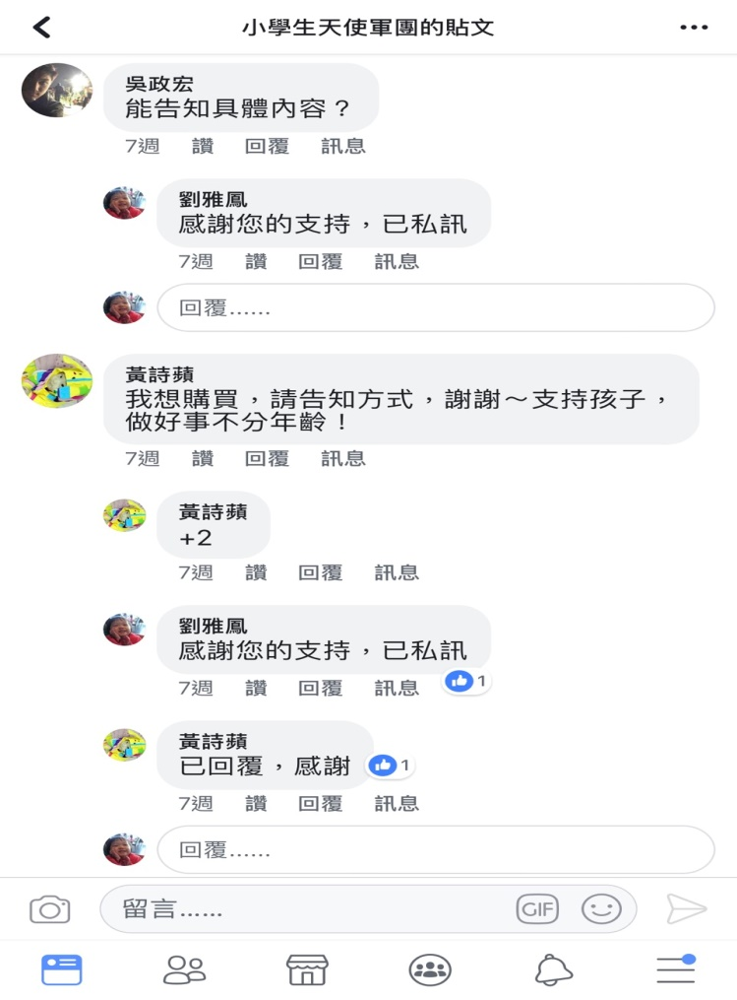 小學生天使軍團的貼文
吳政宏
能告知具體內容？
7週 讚 回覆 訊息
劉雅鳳
感謝您的支持，已私訊
7週 讚 回覆 訊息
回覆......
黃詩蘋
我想購買，請告知方式，謝謝～支持孩子，
做好事不分年齡！
7週 讚 回覆 訊息
黃詩蘋
+2
7週 讚 回覆 訊息
劉雅鳳
感謝您的支持，已私訊
7週 讚 回覆 訊息 1
黃詩蘋
已回覆，感謝 1
7週 讚 回覆 訊息
回覆......
留言...... GIF